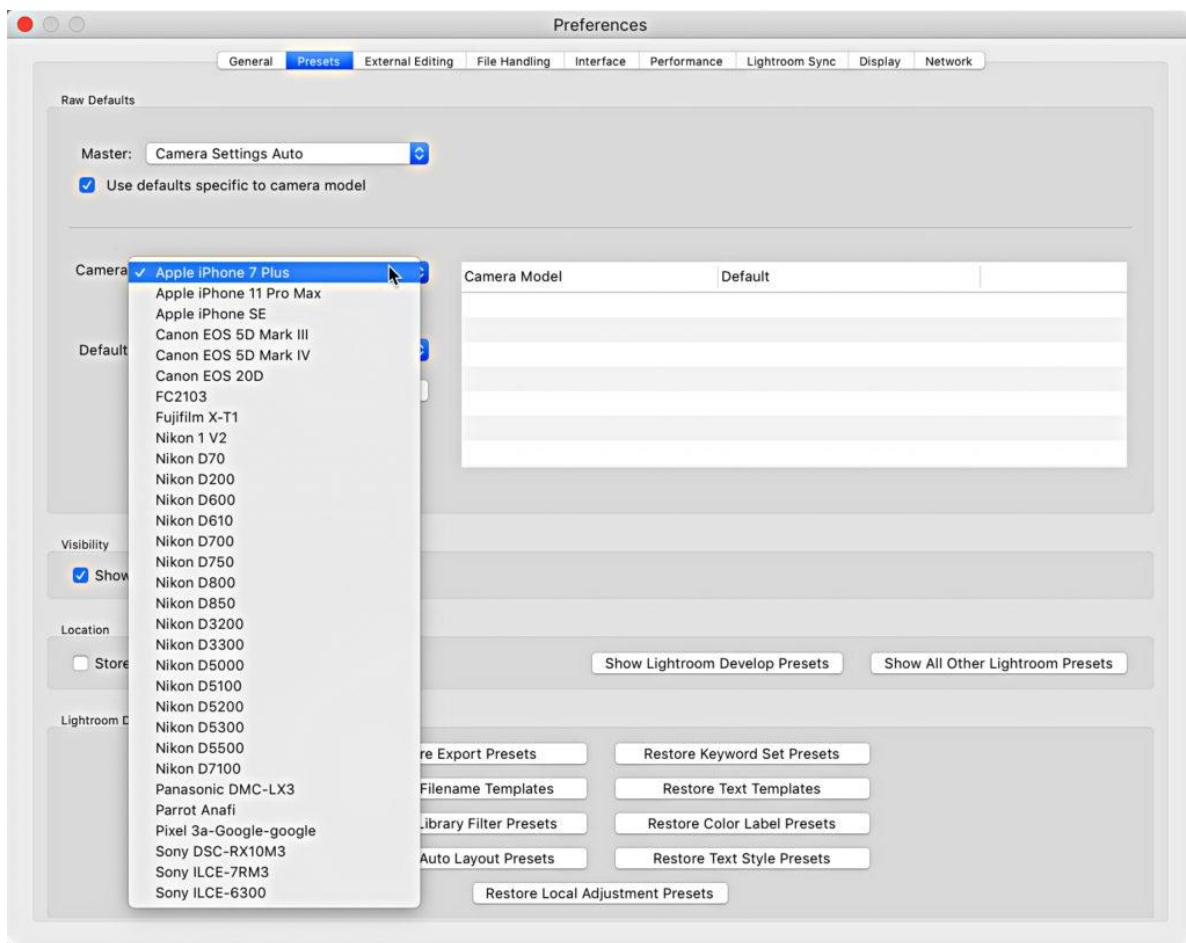 Preferences
General Presets External Editing File Handling Interface Performance Lightroom Sync Display Network
Raw Defaults
Master: Camera Settings Auto
Use defaults specific to camera model
Camera
Apple iPhone 7 Plus
Apple iPhone 11 Pro Max
Apple iPhone SE
Canon EOS 5D Mark III
Canon EOS 5D Mark IV
Canon EOS 20D
FC2103
Fujifilm X-T1
Nikon 1 V2
Nikon D70
Nikon D200
Nikon D600
Nikon D610
Nikon D700
Nikon D750
Nikon D800
Nikon D850
Nikon D3200
Nikon D3300
Nikon D5000
Nikon D5100
Nikon D5200
Nikon D5300
Nikon D5500
Nikon D7100
Panasonic DMC-LX3
Parrot Anafi
Pixel 3a-Google-google
Sony DSC-RX10M3
Sony ILCE-7RM3
Sony ILCE-6300
Camera Model Default
Default
Visibility
Show
Location
Store
Show Lightroom Develop Presets Show All Other Lightroom Presets
Lightroom D
re Export Presets Restore Keyword Set Presets
Filename Templates Restore Text Templates
Library Filter Presets Restore Color Label Presets
Auto Layout Presets Restore Text Style Presets
Restore Local Adjustment Presets